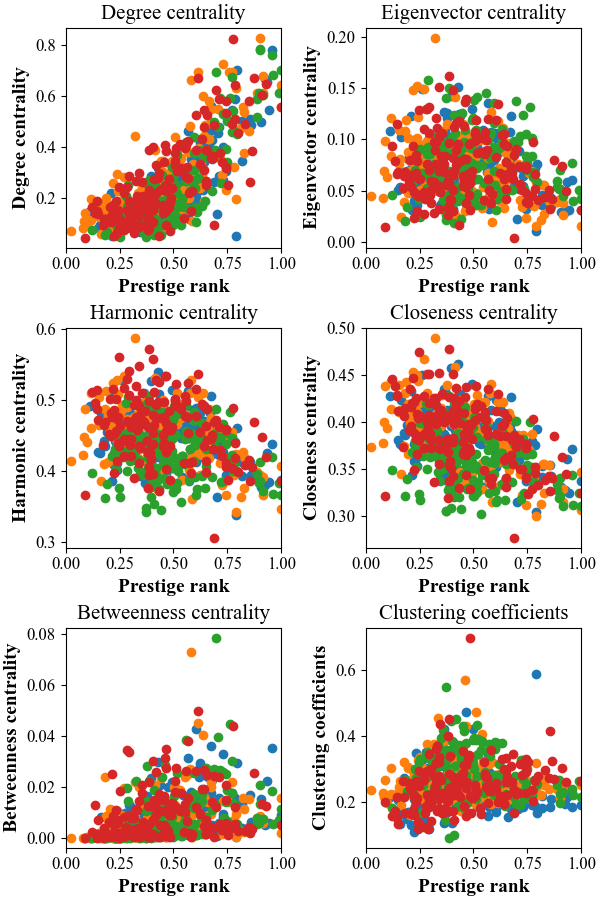 Degree centrality
Eigenvector centrality
Degree centrality
0.8
0.6
0.4
0.2
0.00 0.25 0.50 0.75 1.00
Prestige rank
Eigenvector centrality
0.20
0.15
0.10
0.05
0.00
0.00 0.25 0.50 0.75 1.00
Prestige rank
Harmonic centrality
Closeness centrality
Harmonic centrality
0.6
0.5
0.4
0.3
0.00 0.25 0.50 0.75 1.00
Prestige rank
Closeness centrality
0.50
0.45
0.40
0.35
0.30
0.00 0.25 0.50 0.75 1.00
Prestige rank
Betweenness centrality
Clustering coefficients
Betweenness centrality
0.08
0.06
0.04
0.02
0.00
0.00 0.25 0.50 0.75 1.00
Prestige rank
Clustering coefficients
0.6
0.4
0.2
0.00 0.25 0.50 0.75 1.00
Prestige rank